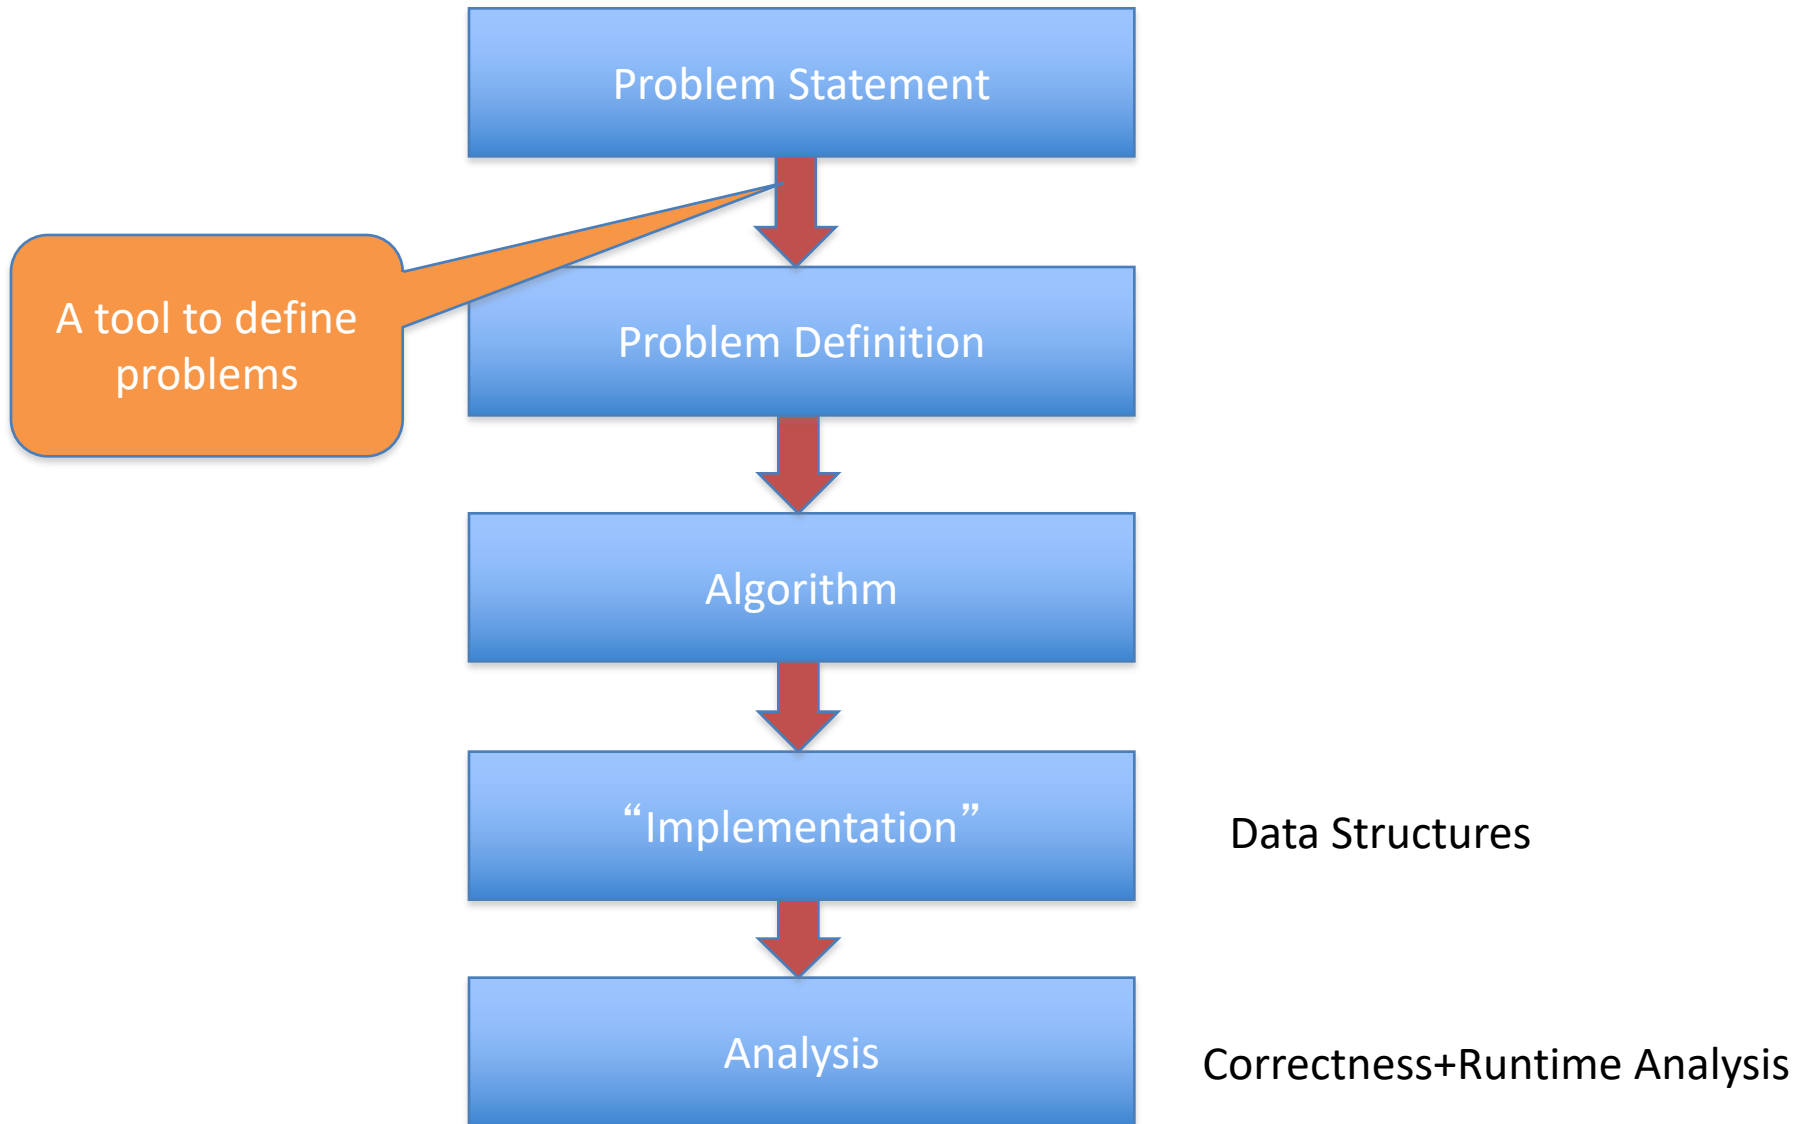 Problem Statement
A tool to define
problems
Problem Definition
Algorithm
“Implementation”
Data Structures
Analysis
Correctness+Runtime Analysis